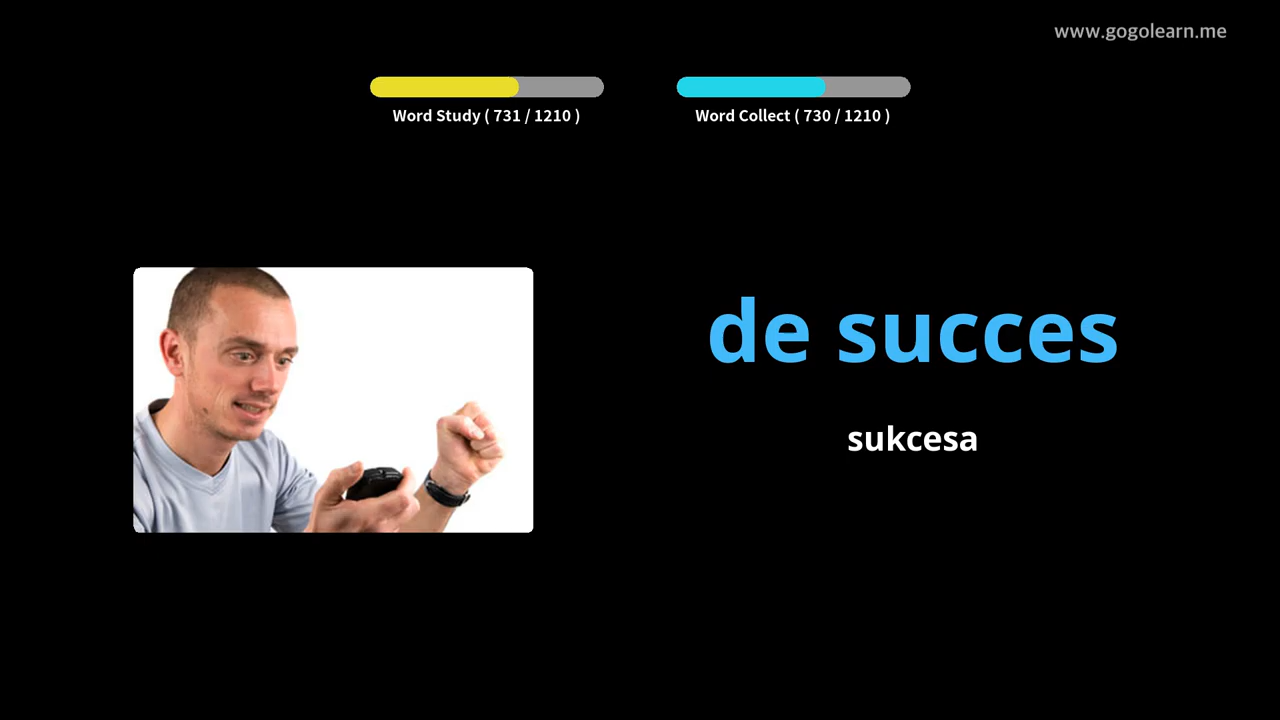 www.gogolearn.me
Word Study ( 731 / 1210 )
Word Collect ( 730 / 1210 )
de succes
sukcesa